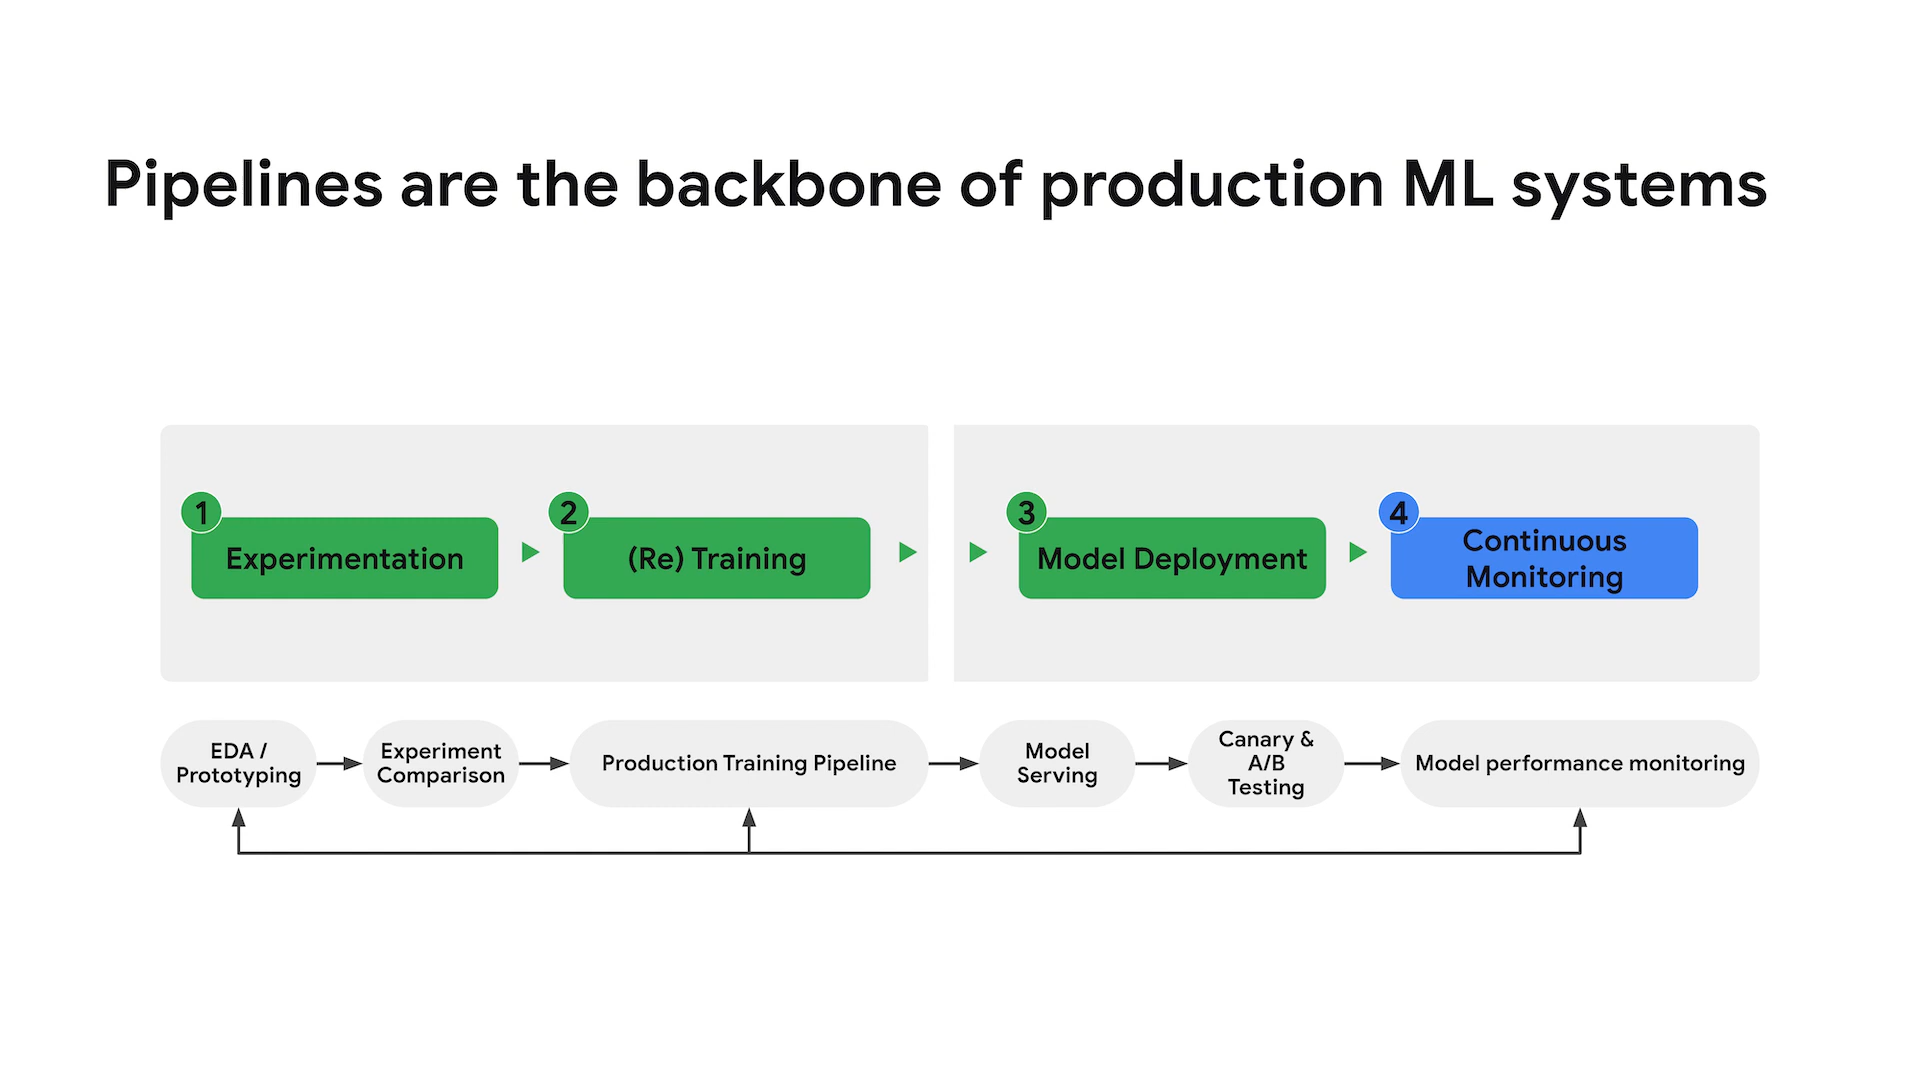 Pipelines are the backbone of production ML systems
1
Experimentation
2
(Re) Training
3
Model Deployment
4
Continuous
Monitoring
EDA /
Prototyping
Experiment
Comparison
Production Training Pipeline
Model
Serving
Canary &
A/B
Testing
Model performance monitoring